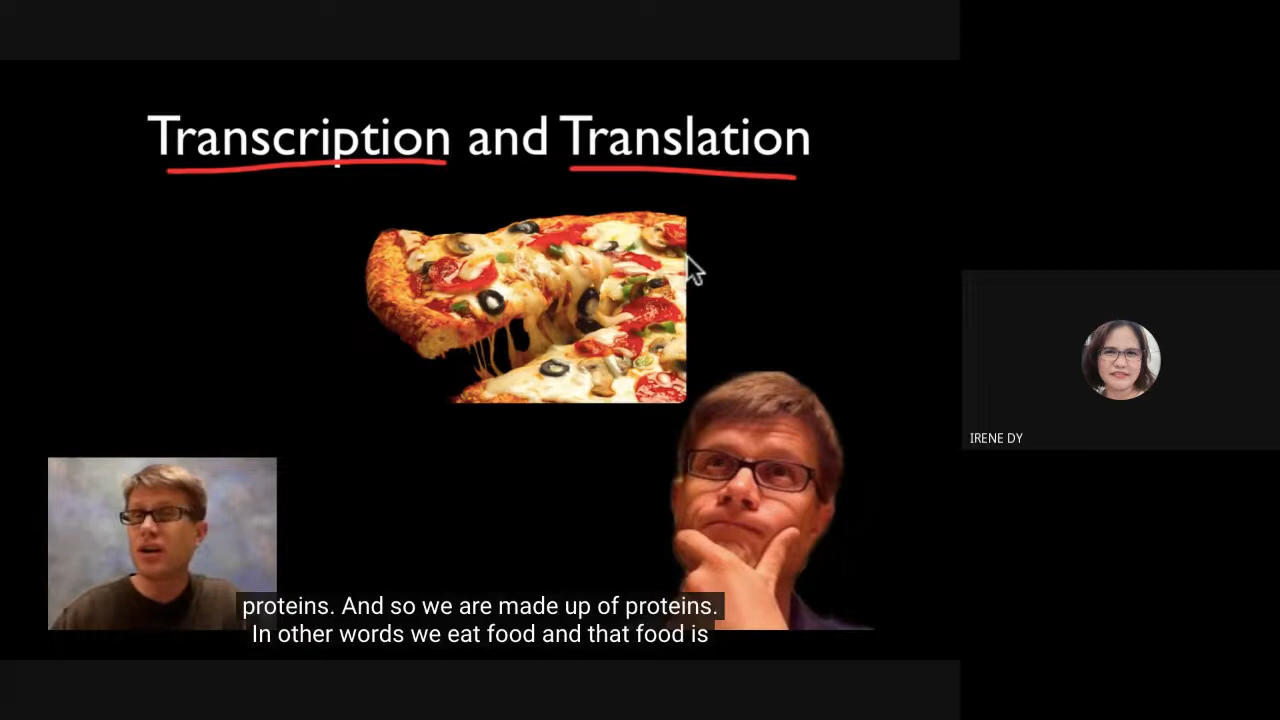 Transcription and Translation
IRENE DY
proteins. And so we are made up of proteins.
In other words we eat food and that food is